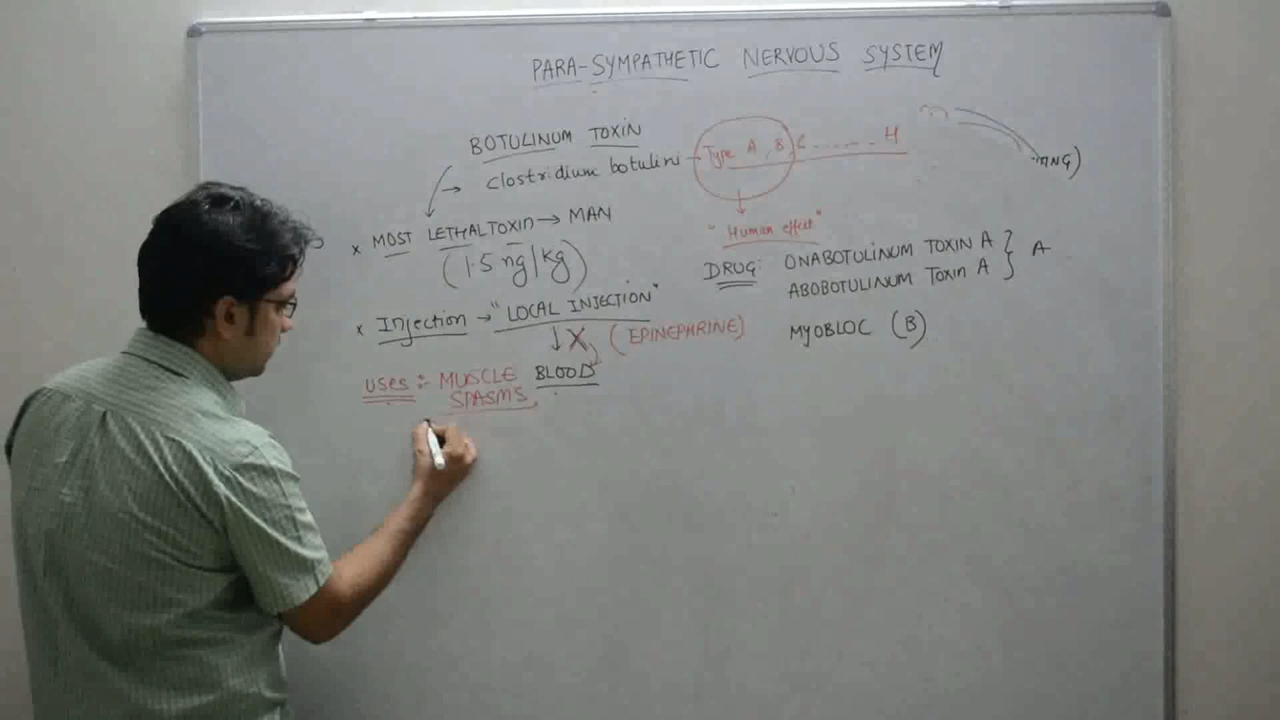 PARA-SYMPATHETIC NERVOUS SYSTEM
BOTULINUM TOXIN
→ clostridium botulini - Type A, B, C ...... H
"Human effect"
x MOST LETHAL TOXIN → MAN
(1.5 ng/kg)
x Injection → "LOCAL INJECTION"
X (EPINEPHRINE)
BLOOD
USES :- MUSCLE
SPASMS
DRUG: ONABOTULINUM TOXIN A } A
ABOBOTULINUM TOXIN A
MYOBLOC (B)